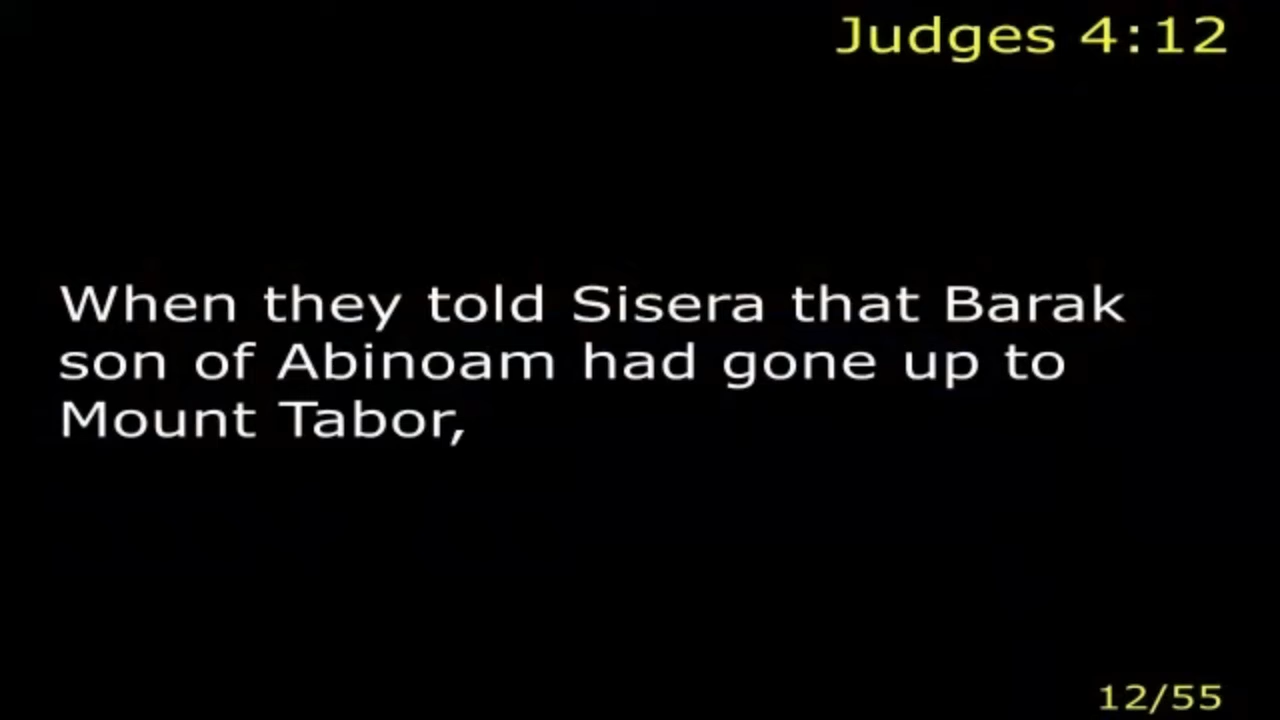 Judges 4:12
When they told Sisera that Barak
son of Abinoam had gone up to
Mount Tabor,
12/55